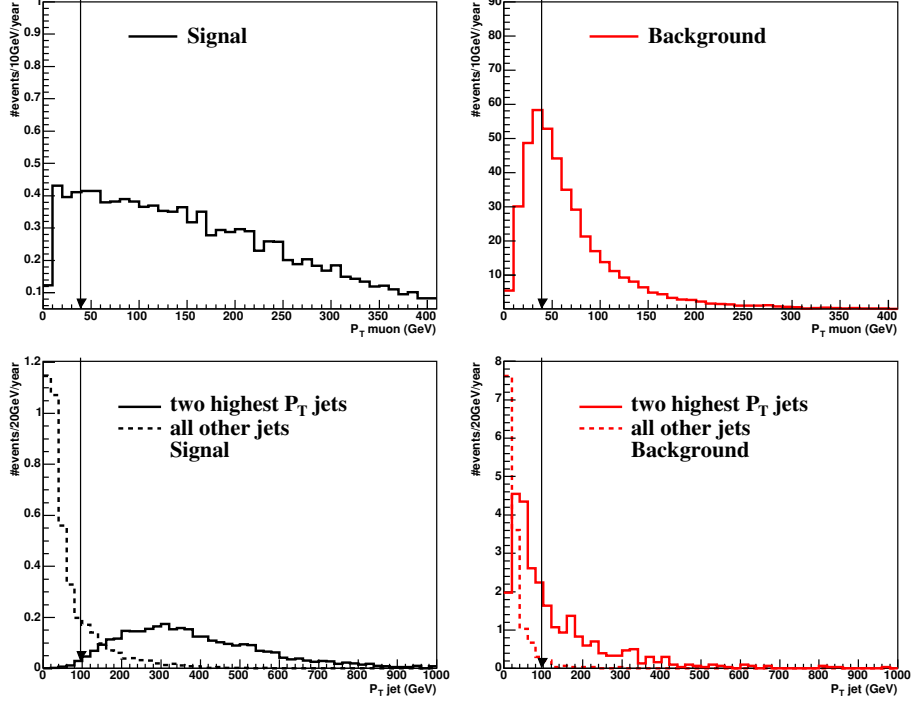 #events/10GeV/year
1
0.9
0.8
0.7
0.6
0.5
0.4
0.3
0.2
0.1
Signal
0 50 100 150 200 250 300 350 400
P_T muon (GeV)
#events/10GeV/year
90
80
70
60
50
40
30
20
10
Background
0 50 100 150 200 250 300 350 400
P_T muon (GeV)
#events/20GeV/year
1.2
1
0.8
0.6
0.4
0.2
0
two highest P_T jets
all other jets
Signal
0 100 200 300 400 500 600 700 800 900 1000
P_T jet (GeV)
#events/20GeV/year
8
7
6
5
4
3
2
1
0
two highest P_T jets
all other jets
Background
0 100 200 300 400 500 600 700 800 900 1000
P_T jet (GeV)